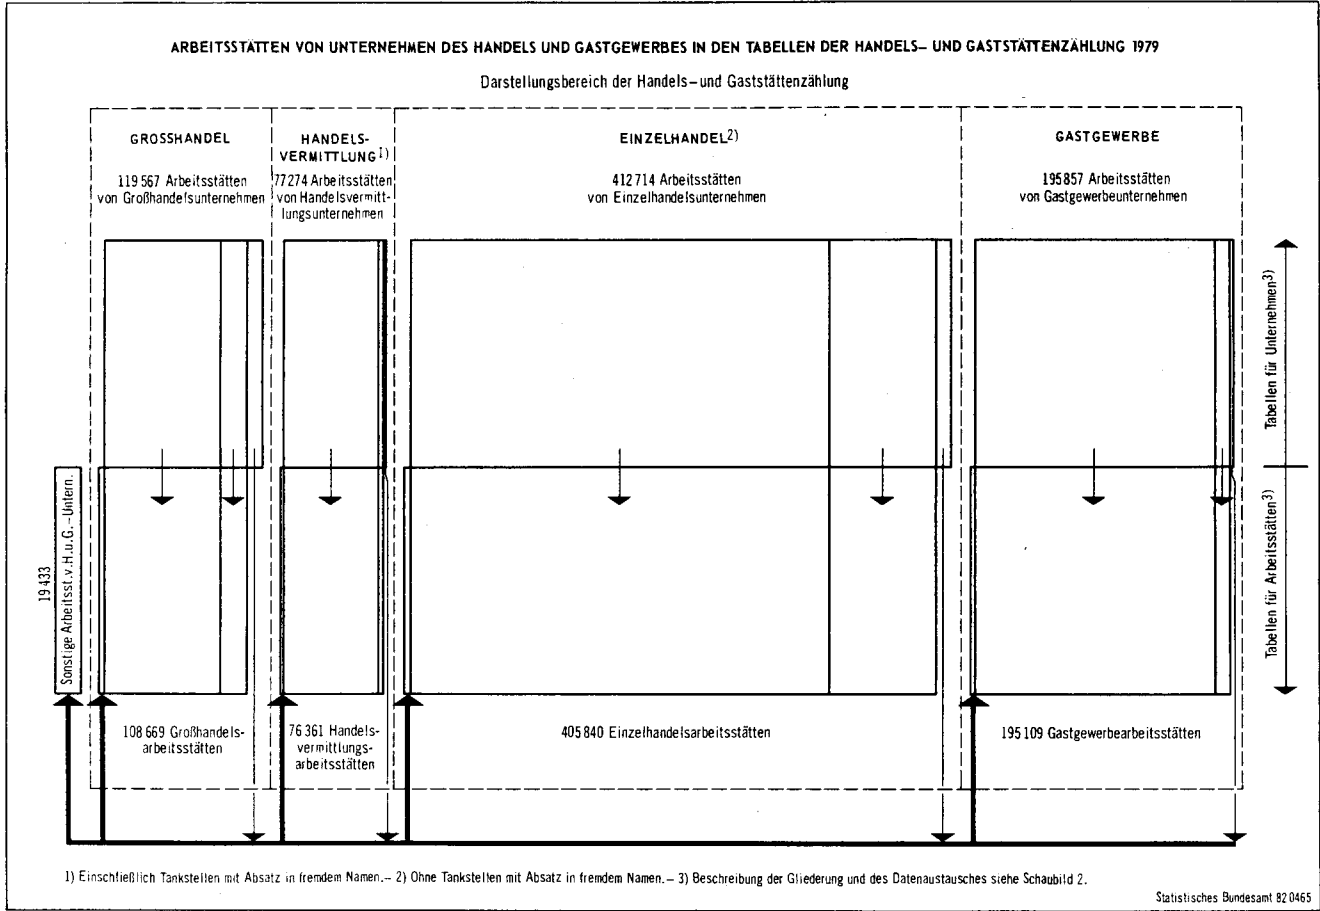 ARBEITSSTÄTTEN VON UNTERNEHMEN DES HANDELS UND GASTGEWERBES IN DEN TABELLEN DER HANDELS- UND GASTSTÄTTENZÄHLUNG 1979
Darstellungsbereich der Handels- und Gaststättenzählung
GROSSHANDEL
119 567 Arbeitsstätten
von Großhandelsunternehmen
HANDELS-
VERMITTLUNG1)
77 274 Arbeitsstätten
von Handelsvermitt-
lungsunternehmen
EINZELHANDEL2)
412 714 Arbeitsstätten
von Einzelhandelsunternehmen
GASTGEWERBE
195 857 Arbeitsstätten
von Gastgewerbeunternehmen
Tabellen für Unternehmen3)
Tabellen für Arbeitsstätten3)
19 433
Sonstige Arbeitsst.v.H.u.G.-Untern.
108 669 Großhandels-
arbeitsstätten
76 361 Handels-
vermittlungs-
arbeitsstätten
405 840 Einzelhandelsarbeitsstätten
195 109 Gastgewerbearbeitsstätten
1) Einschließlich Tankstellen mit Absatz in fremdem Namen.- 2) Ohne Tankstellen mit Absatz in fremdem Namen.- 3) Beschreibung der Gliederung und des Datenaustausches siehe Schaubild 2.
Statistisches Bundesamt 82 0465